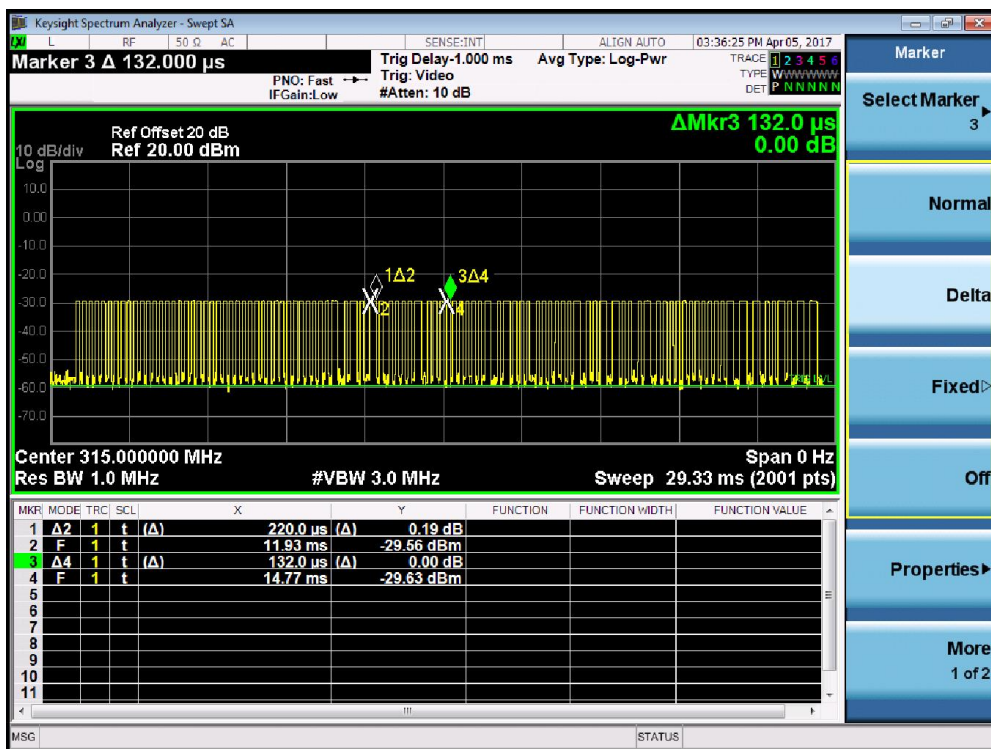 Keysight Spectrum Analyzer - Swept SA
LXI L RF 50 Ω AC SENSE:INT ALIGN AUTO 03:36:25 PM Apr 05, 2017
Marker 3 Δ 132.000 µs
PNO: Fast
IFGain:Low
Trig Delay-1.000 ms
Trig: Video
#Atten: 10 dB
Avg Type: Log-Pwr
TRACE 1 2 3 4 5 6
TYPE WWWWWW
DET P N N N N N
Ref Offset 20 dB
10 dB/div Ref 20.00 dBm
Log
ΔMkr3 132.0 µs
0.00 dB
10.0
0.00
-10.0
-20.0
-30.0
-40.0
-50.0
-60.0
-70.0
1Δ2
3Δ4
2
4
TRIG LVL
Center 315.000000 MHz Span 0 Hz
Res BW 1.0 MHz #VBW 3.0 MHz Sweep 29.33 ms (2001 pts)
MKR MODE TRC SCL X Y FUNCTION FUNCTION WIDTH FUNCTION VALUE
1 Δ2 1 t (Δ) 220.0 µs (Δ) 0.19 dB
2 F 1 t 11.93 ms -29.56 dBm
3 Δ4 1 t (Δ) 132.0 µs (Δ) 0.00 dB
4 F 1 t 14.77 ms -29.63 dBm
5
6
7
8
9
10
11
MSG STATUS
Marker
Select Marker
3
Normal
Delta
Fixed
Off
Properties
More
1 of 2